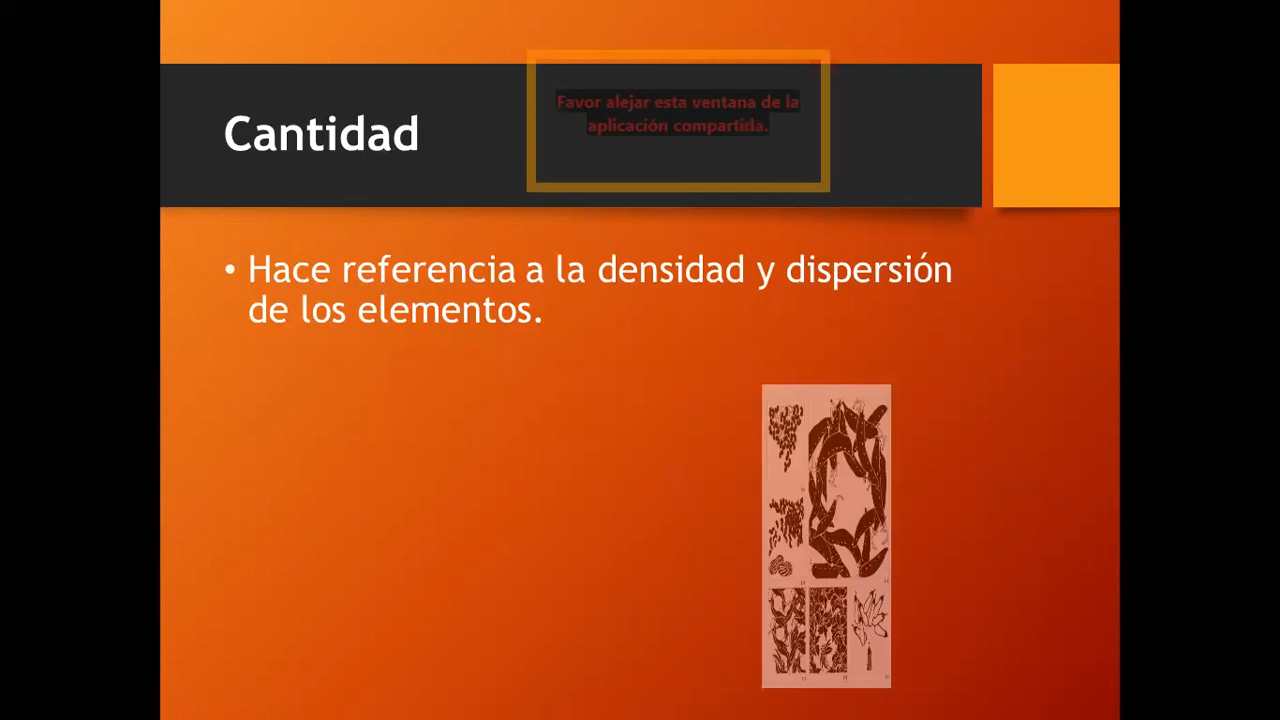 Favor alejar esta ventana de la
aplicación compartida.
Cantidad
• Hace referencia a la densidad y dispersión
de los elementos.